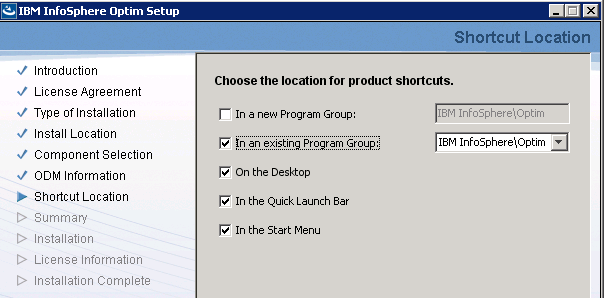 IBM InfoSphere Optim Setup
Shortcut Location
Introduction
License Agreement
Type of Installation
Install Location
Component Selection
ODM Information
Shortcut Location
Summary
Installation
License Information
Installation Complete
Choose the location for product shortcuts.
In a new Program Group: IBM InfoSphere\Optim
In an existing Program Group: IBM InfoSphere\Optim
On the Desktop
In the Quick Launch Bar
In the Start Menu